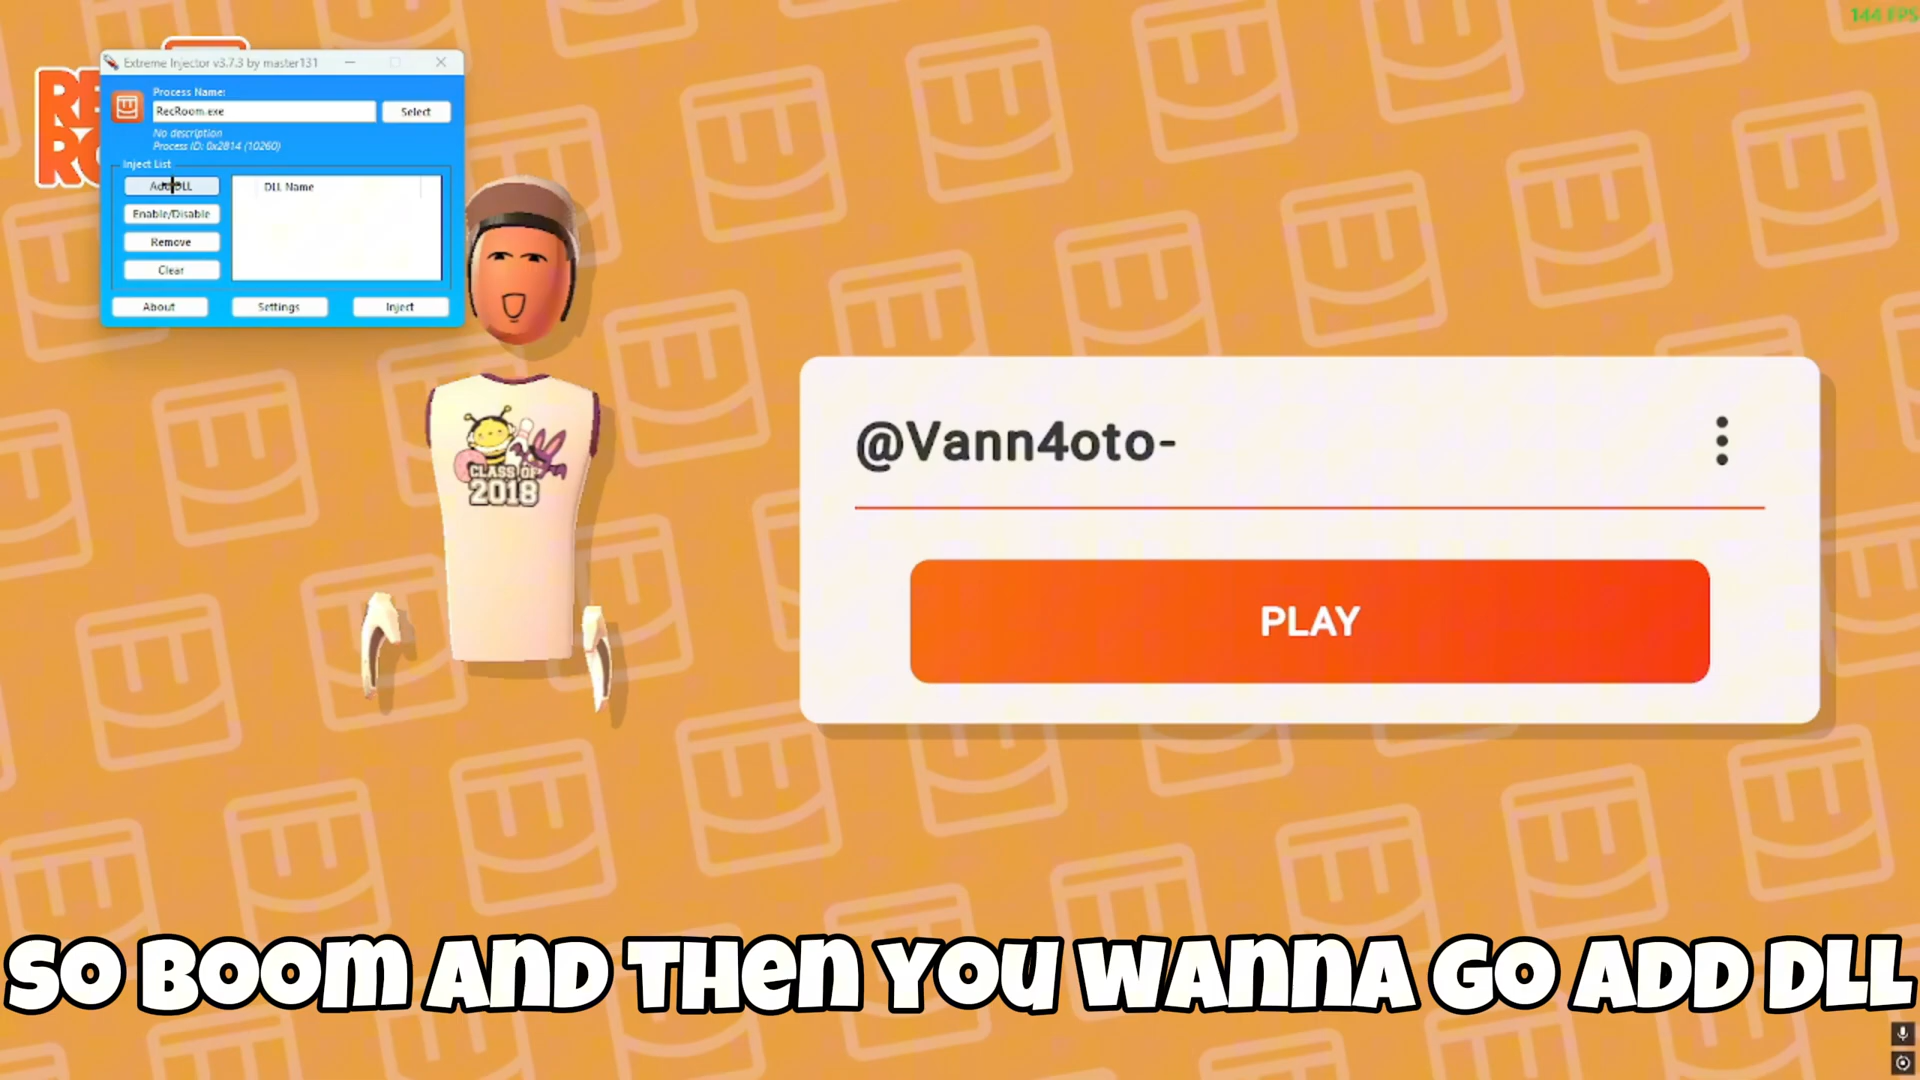 144 FPS
Extreme Injector v3.7.3 by master131
Process Name:
RecRoom.exe
Select
No description
Process ID: 0x2814 (10260)
Inject List
Add DLL
DLL Name
Enable/Disable
Remove
Clear
About
Settings
Inject
CLASS OF
2018
@Vann4oto-
PLAY
SO BOOM AND THEN YOU WANNA GO ADD DLL